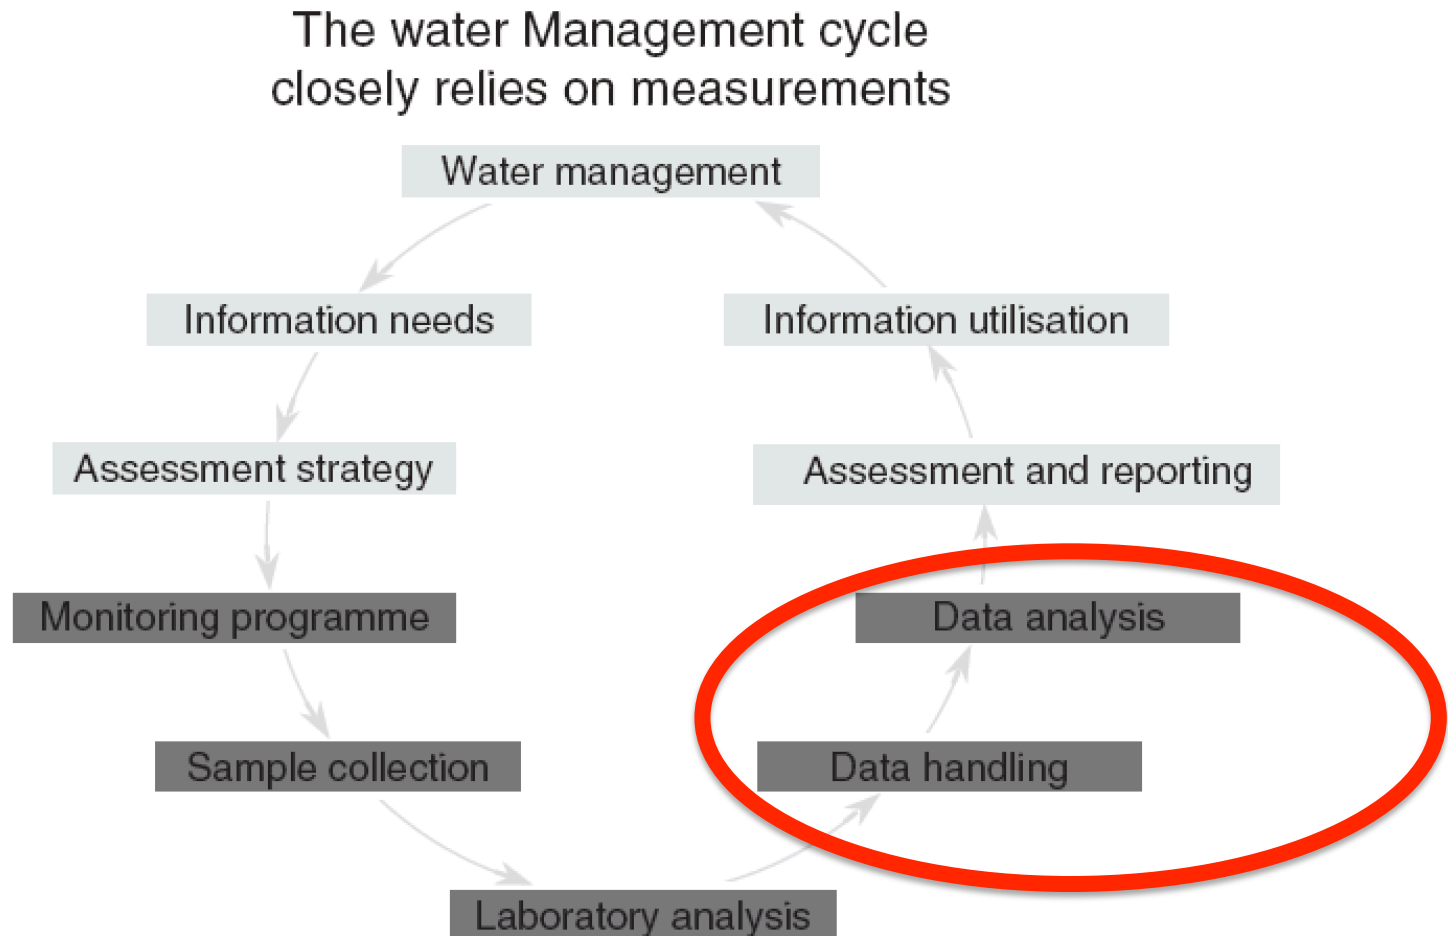 The water Management cycle
closely relies on measurements
Water management
Information needs
Information utilisation
Assessment strategy
Assessment and reporting
Monitoring programme
Data analysis
Sample collection
Data handling
Laboratory analysis